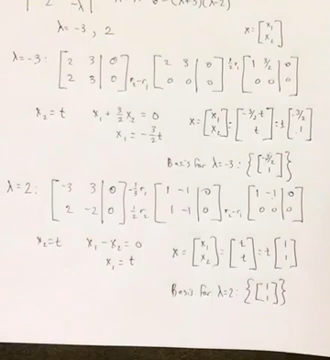 | 2 -λ |
λ = -3, 2
x = [x₁ x₂]
λ = -3: [2 3 | 0; 2 3 | 0] r₂-r₁ [2 3 | 0; 0 0 | 0] ½r₁ [1 3/2 | 0; 0 0 | 0]
x₂ = t x₁ + 3/2 x₂ = 0 x = [x₁ x₂] = [-3/2 t t] = t [-3/2 1]
x₁ = -3/2 t
Basis for λ = -3: {[-3/2 1]}
λ = 2: [-3 3 | 0; 2 -2 | 0] -⅓r₁ ½r₂ [1 -1 | 0; 1 -1 | 0] r₂-r₁ [1 -1 | 0; 0 0 | 0]
x₂ = t x₁ - x₂ = 0 x = [x₁ x₂] = [t t] = t [1 1]
x₁ = t
Basis for λ = 2: {[1 1]}